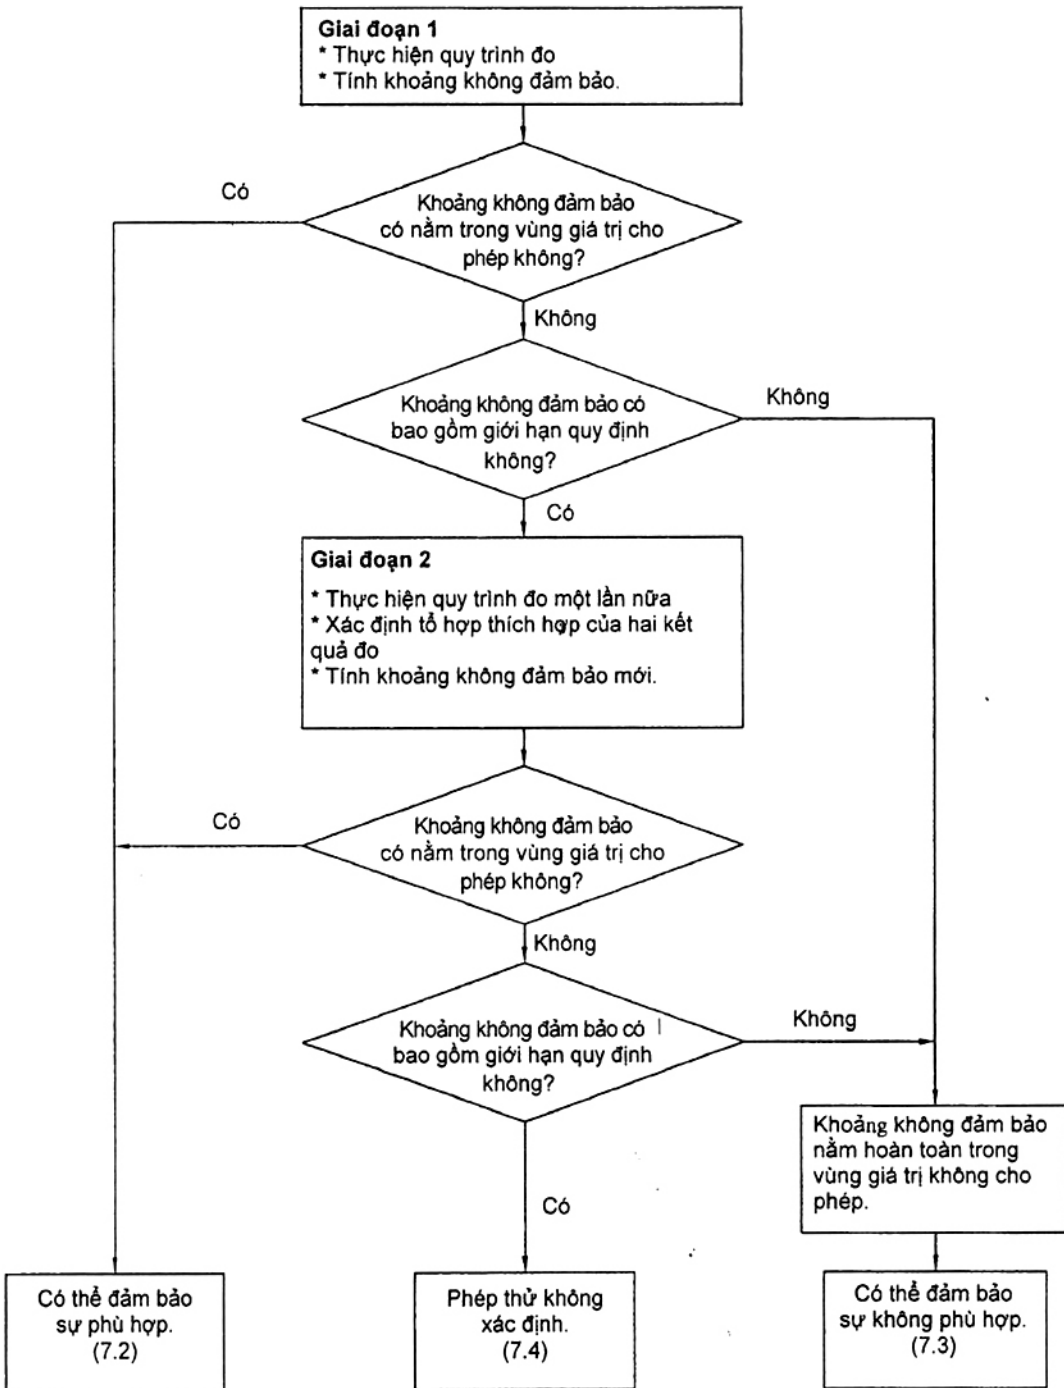 Giai đoạn 1
* Thực hiện quy trình đo
* Tính khoảng không đảm bảo.
Có
Khoảng không đảm bảo
có nằm trong vùng giá trị cho
phép không?
Không
Khoảng không đảm bảo có
bao gồm giới hạn quy định
không?
Không
Có
Giai đoạn 2
* Thực hiện quy trình đo một lần nữa
* Xác định tổ hợp thích hợp của hai kết
quả đo
* Tính khoảng không đảm bảo mới.
Có
Khoảng không đảm bảo
có nằm trong vùng giá trị cho
phép không?
Không
Khoảng không đảm bảo có
bao gồm giới hạn quy định
không?
Không
Khoảng không đảm bảo
nằm hoàn toàn trong
vùng giá trị không cho
phép.
Có
Có thể đảm bảo
sự phù hợp.
(7.2)
Phép thử không
xác định.
(7.4)
Có thể đảm bảo
sự không phù hợp.
(7.3)